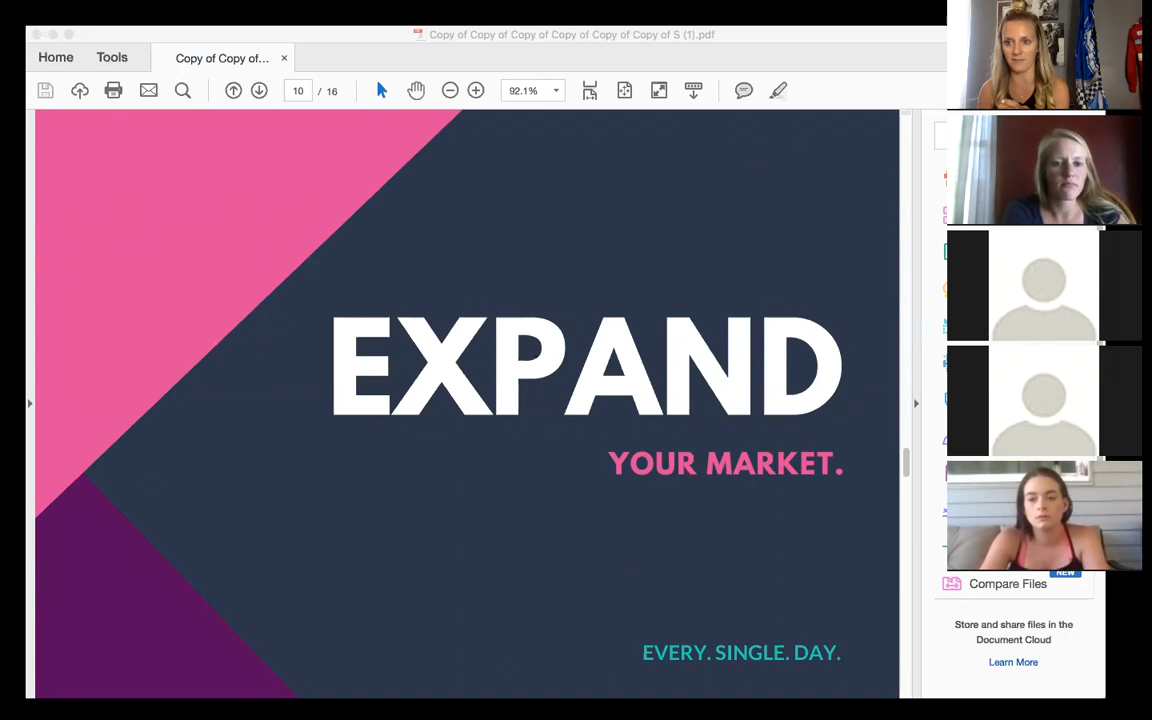 Copy of Copy of Copy of Copy of Copy of Copy of S (1).pdf
Home
Tools
Copy of Copy of...
10 / 16
92.1%
EXPAND
YOUR MARKET.
EVERY. SINGLE. DAY.
NEW
Compare Files
Store and share files in the
Document Cloud
Learn More